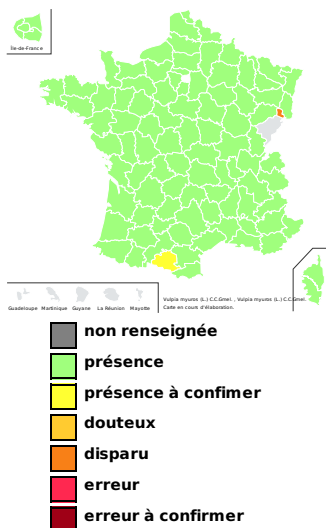 Île-de-France
Guadeloupe Martinique Guyane La Réunion Mayotte
Vulpia myuros (L.) C.C.Gmel. , Vulpia myuros (L.) C.C.Gmel.
Carte en cours d'élaboration.
non renseignée
présence
présence à confimer
douteux
disparu
erreur
erreur à confirmer